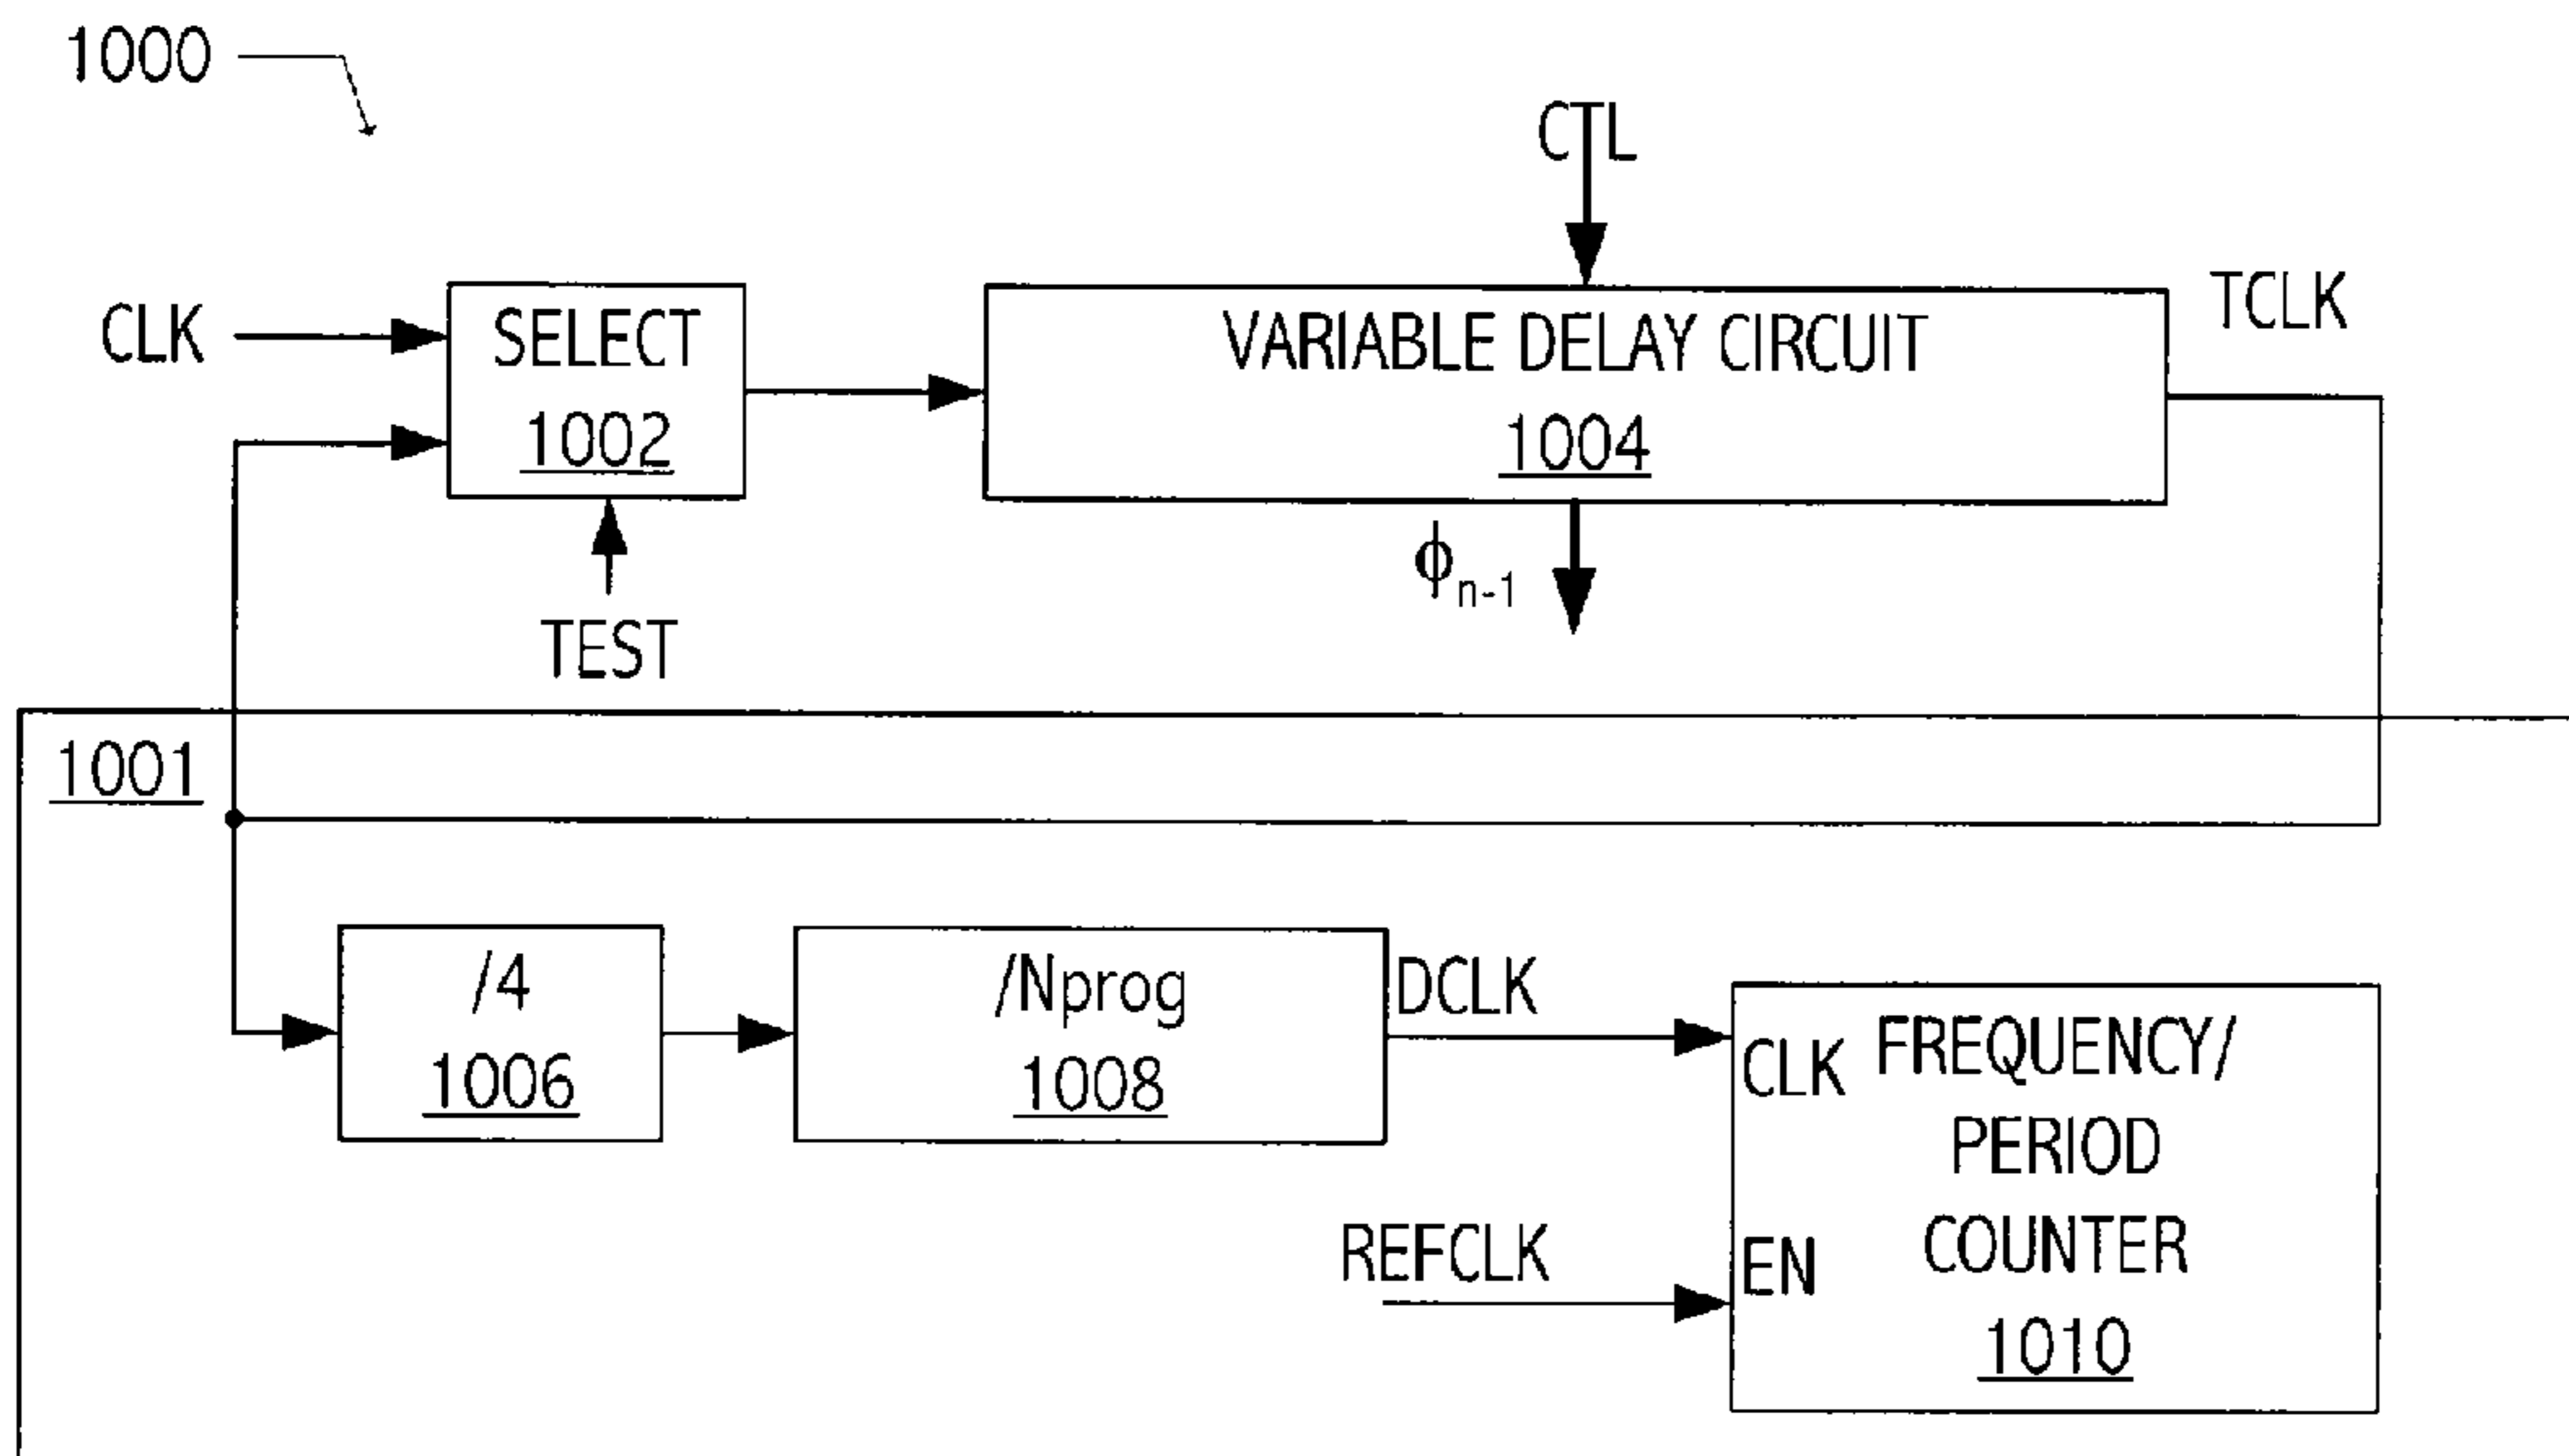 1000
CTL
CLK
SELECT
1002
VARIABLE DELAY CIRCUIT
1004
TCLK
ϕn-1
TEST
1001
/4
1006
/Nprog
1008
DCLK
CLK
FREQUENCY/
PERIOD
COUNTER
1010
REFCLK
EN